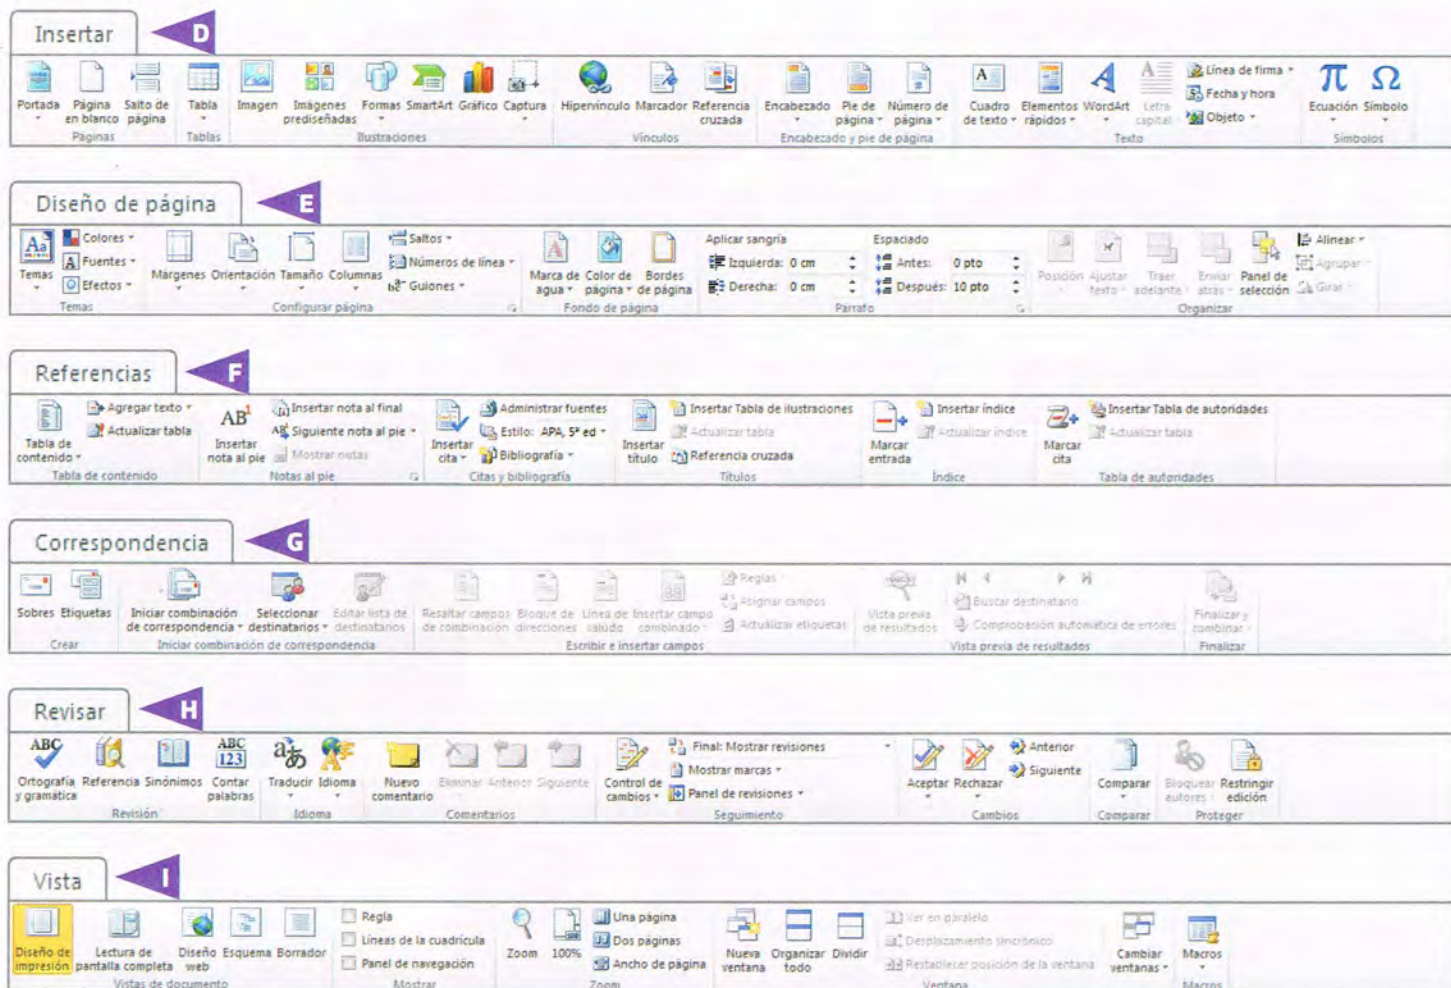 Insertar D
Portada Página en blanco Salto de página
Páginas
Tabla
Tablas
Imagen Imágenes prediseñadas Formas SmartArt Gráfico Captura
Ilustraciones
Hipervínculo Marcador Referencia cruzada
Vínculos
Encabezado Pie de página Número de página
Encabezado y pie de página
Cuadro de texto Elementos rápidos WordArt Letra capital
Línea de firma
Fecha y hora
Objeto
Texto
Ecuación Símbolo
Símbolos
Diseño de página E
Temas
Colores
Fuentes
Efectos
Temas
Márgenes Orientación Tamaño Columnas
Saltos
Números de línea
Guiones
Configurar página
Marca de agua Color de página Bordes de página
Fondo de página
Aplicar sangría
Izquierda: 0 cm
Derecha: 0 cm
Espaciado
Antes: 0 pto
Después: 10 pto
Párrafo
Posición Ajustar texto Traer adelante Enviar atrás Panel de selección
Alinear
Agrupar
Girar
Organizar
Referencias F
Tabla de contenido
Agregar texto
Actualizar tabla
Tabla de contenido
AB1
Insertar nota al pie
Insertar nota al final
Siguiente nota al pie
Mostrar notas
Notas al pie
Insertar cita
Administrar fuentes
Estilo: APA, 5ª ed
Bibliografía
Citas y bibliografía
Insertar título
Insertar Tabla de ilustraciones
Actualizar tabla
Referencia cruzada
Títulos
Marcar entrada
Insertar índice
Actualizar índice
Índice
Marcar cita
Insertar Tabla de autoridades
Actualizar tabla
Tabla de autoridades
Correspondencia G
Sobres Etiquetas
Crear
Iniciar combinación de correspondencia Seleccionar destinatarios Editar lista de destinatarios
Iniciar combinación de correspondencia
Resaltar campos de combinación Bloque de direcciones Línea de saludo Insertar campo combinado
Reglas
Asignar campos
Actualizar etiquetas
Escribir e insertar campos
Vista previa de resultados
Buscar destinatario
Comprobación automática de errores
Vista previa de resultados
Finalizar y combinar
Finalizar
Revisar H
ABC
Ortografía y gramática Referencia Sinónimos
ABC 123
Contar palabras
Revisión
Traducir Idioma
Idioma
Nuevo comentario Eliminar Anterior Siguiente
Comentarios
Control de cambios
Final: Mostrar revisiones
Mostrar marcas
Panel de revisiones
Seguimiento
Aceptar Rechazar
Anterior
Siguiente
Cambios
Comparar
Comparar
Bloquear autores Restringir edición
Proteger
Vista I
Diseño de impresión Lectura de pantalla completa Diseño web Esquema Borrador
Vistas de documento
Regla
Líneas de la cuadrícula
Panel de navegación
Mostrar
Zoom 100%
Una página
Dos páginas
Ancho de página
Zoom
Nueva ventana Organizar todo Dividir
Ver en paralelo
Desplazamiento sincrónico
Restablecer posición de la ventana
Ventana
Cambiar ventanas
Macros
Macros